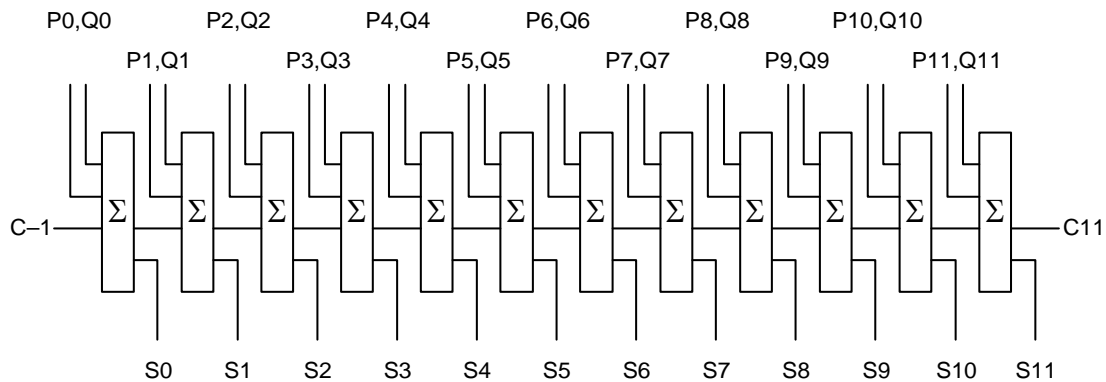 P0,Q0 P2,Q2 P4,Q4 P6,Q6 P8,Q8 P10,Q10
P1,Q1 P3,Q3 P5,Q5 P7,Q7 P9,Q9 P11,Q11
Σ Σ Σ Σ Σ Σ Σ Σ Σ Σ Σ Σ
C–1 C11
S0 S1 S2 S3 S4 S5 S6 S7 S8 S9 S10 S11